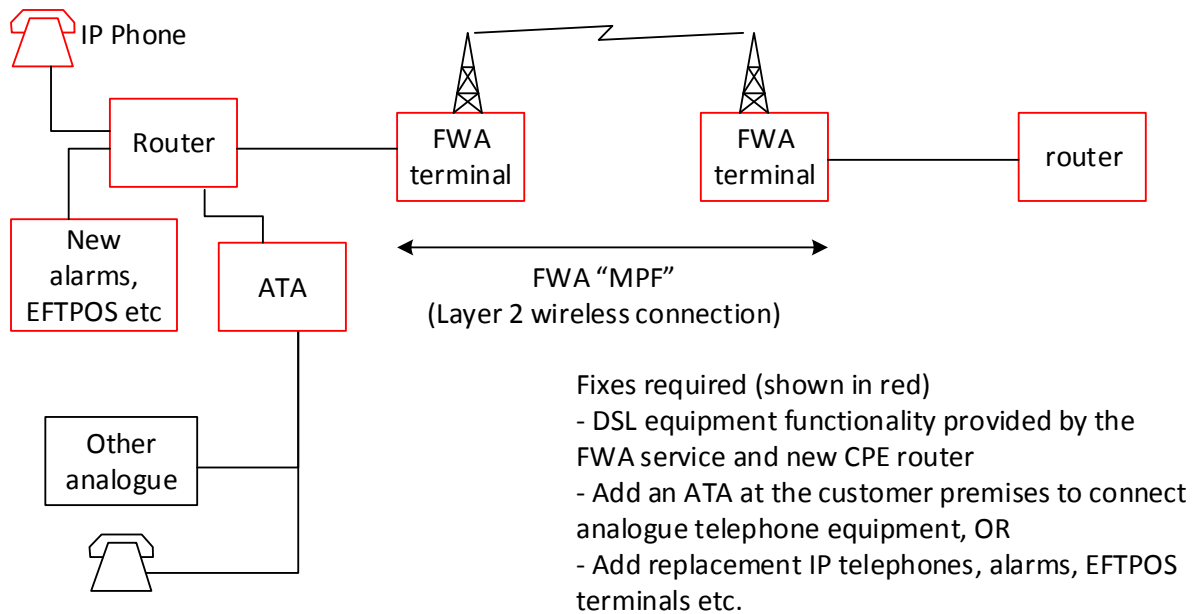 IP Phone
Router
FWA
terminal
FWA
terminal
router
New
alarms,
EFTPOS etc
ATA
FWA “MPF”
(Layer 2 wireless connection)
Other
analogue
Fixes required (shown in red)
- DSL equipment functionality provided by the
FWA service and new CPE router
- Add an ATA at the customer premises to connect
analogue telephone equipment, OR
- Add replacement IP telephones, alarms, EFTPOS
terminals etc.